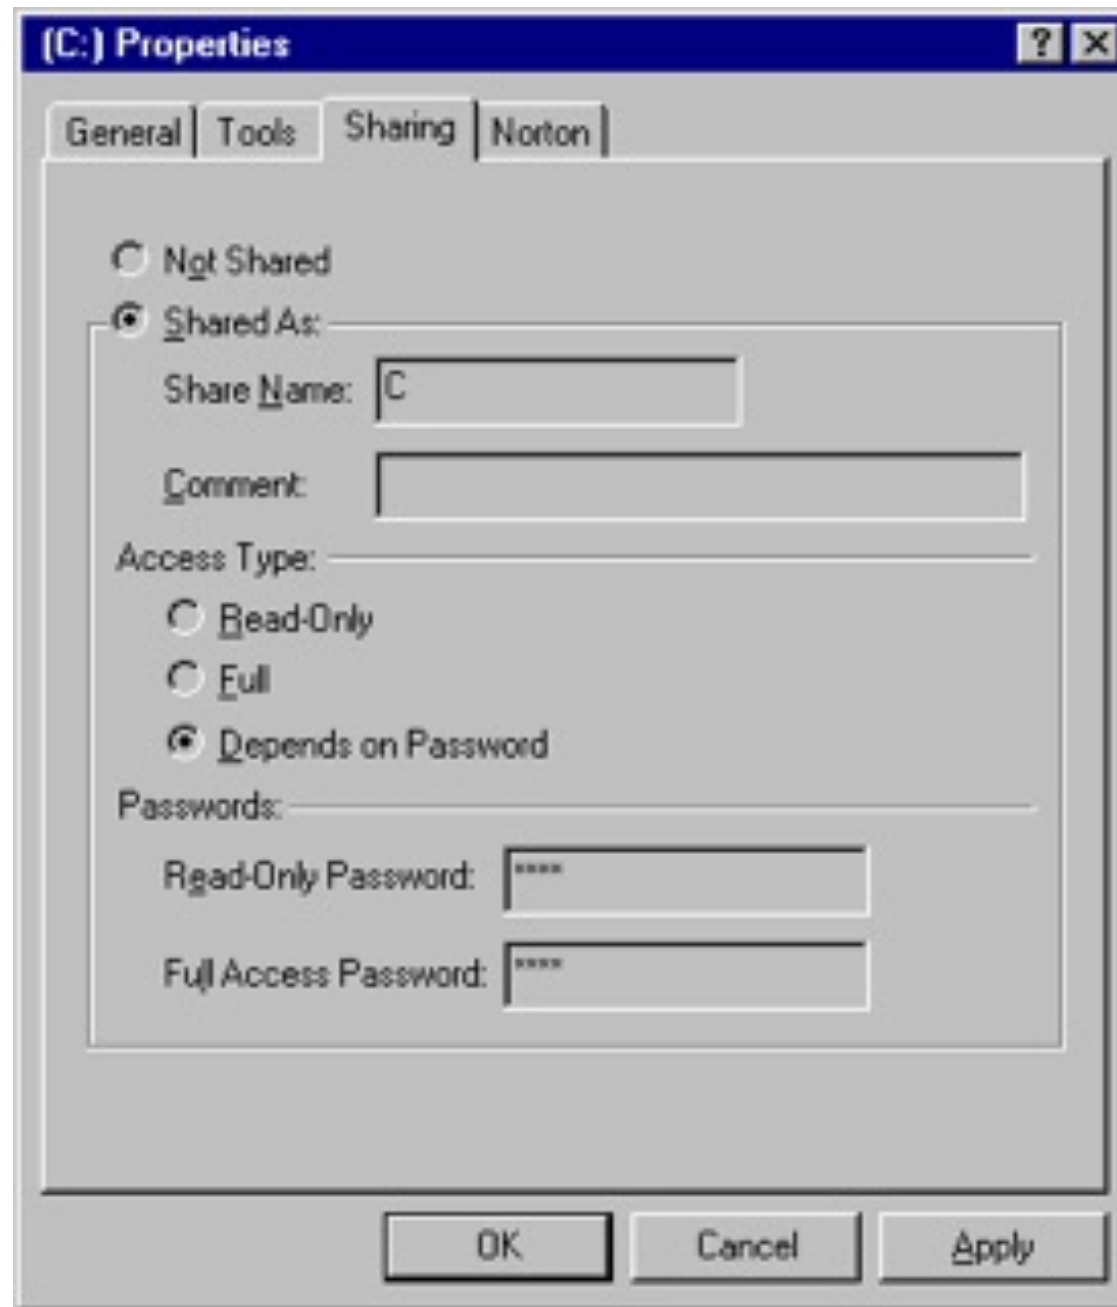 (C:) Properties
General Tools Sharing Norton
Not Shared
Shared As:
Share Name: C
Comment:
Access Type:
Read-Only
Full
Depends on Password
Passwords:
Read-Only Password: ****
Full Access Password: ****
OK Cancel Apply